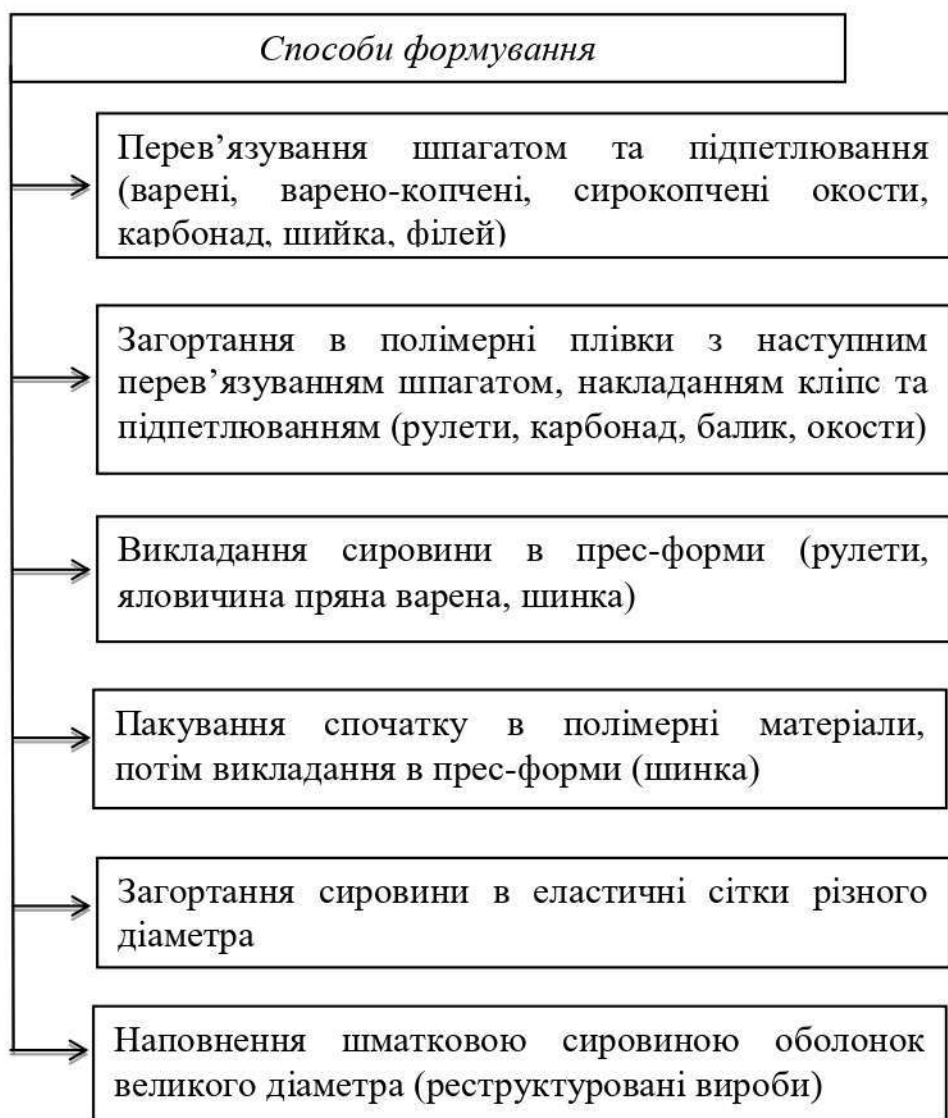 Способи формування
Перев’язування шпагатом та підпетлювання
(варені, варено-копчені, сирокопчені окости,
карбонад, шийка, філей)
Загортання в полімерні плівки з наступним
перев’язуванням шпагатом, накладанням кліпс та
підпетлюванням (рулети, карбонад, балик, окости)
Викладання сировини в прес-форми (рулети,
яловичина пряна варена, шинка)
Пакування спочатку в полімерні матеріали,
потім викладання в прес-форми (шинка)
Загортання сировини в еластичні сітки різного
діаметра
Наповнення шматковою сировиною оболонок
великого діаметра (реструктуровані вироби)